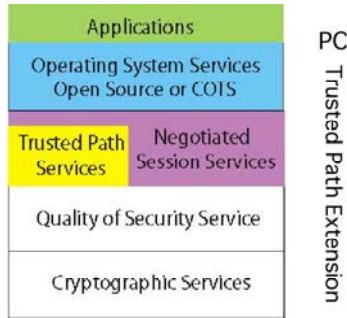 Applications
Operating System Services
Open Source or COTS
Trusted Path
Services
Negotiated
Session Services
Quality of Security Service
Cryptographic Services
PC
Trusted Path Extension